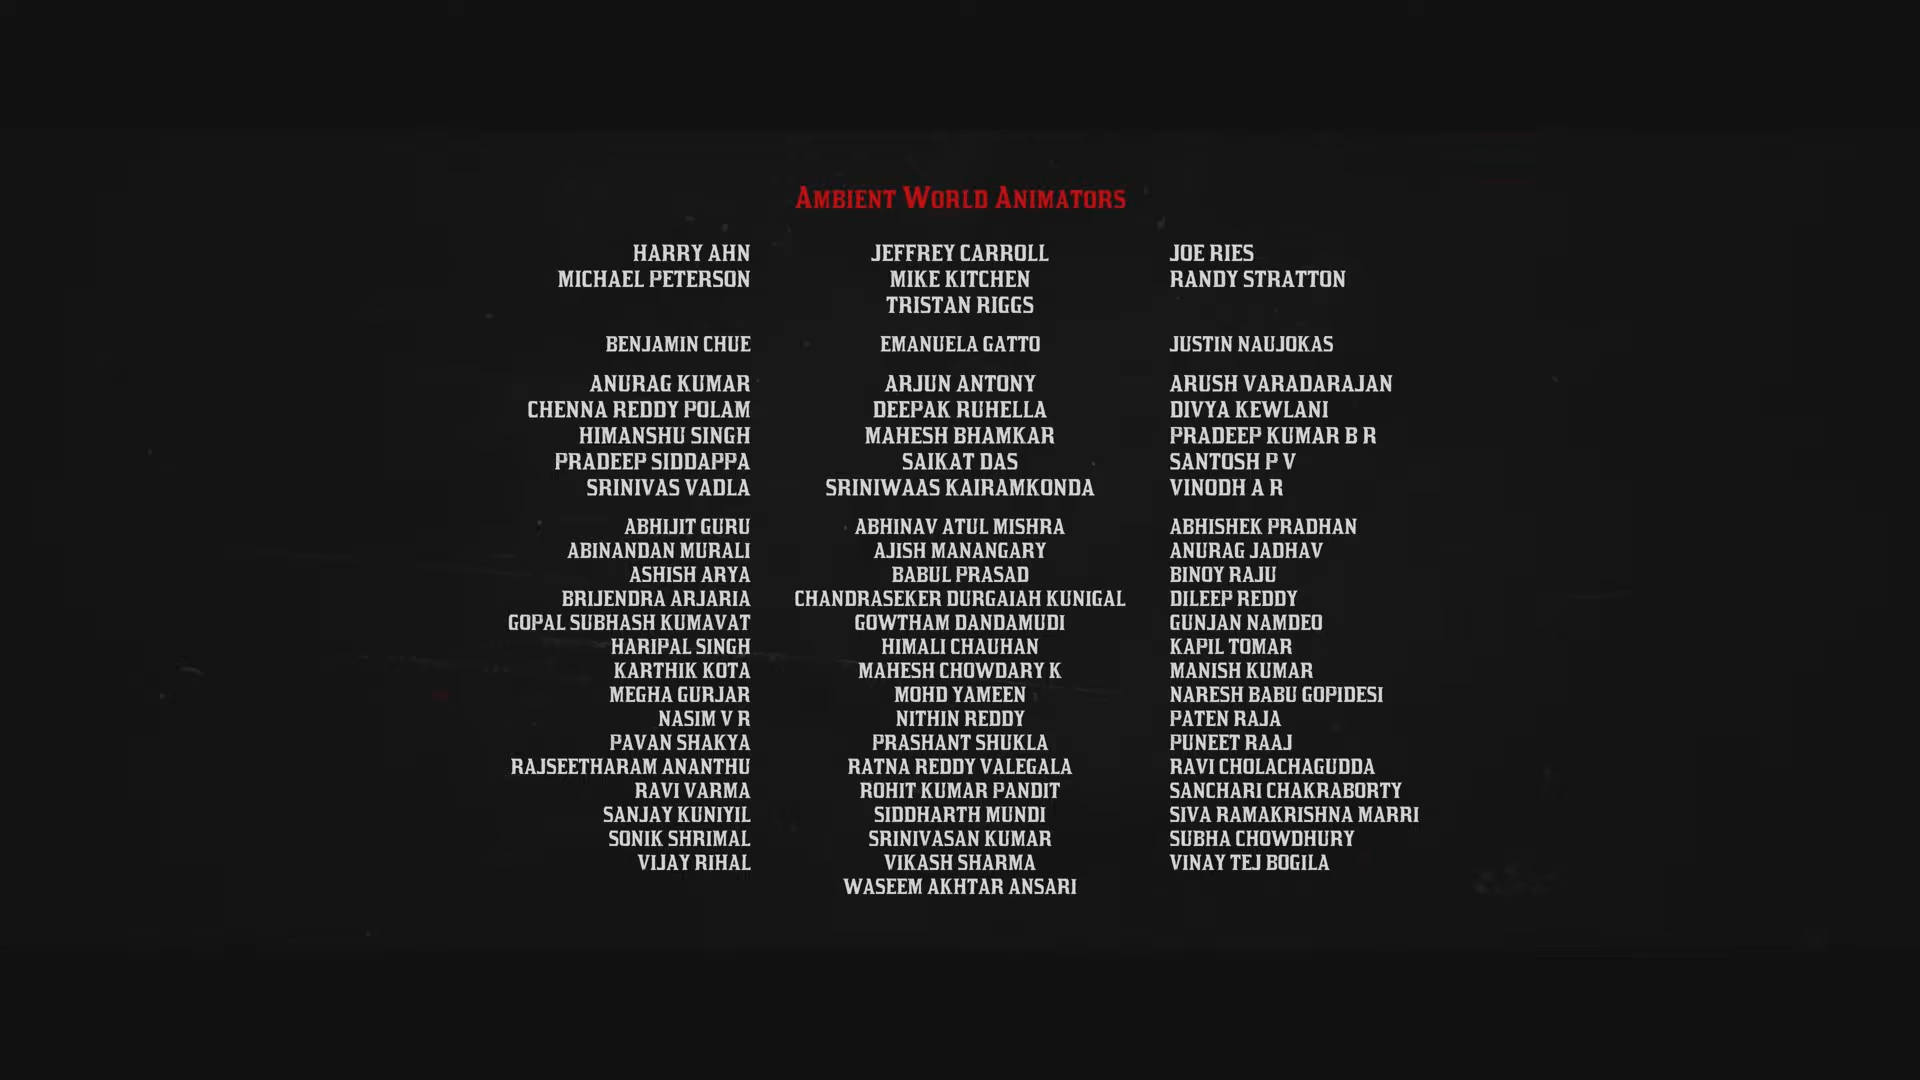 AMBIENT WORLD ANIMATORS
HARRY AHN JEFFREY CARROLL JOE RIES
MICHAEL PETERSON MIKE KITCHEN RANDY STRATTON
TRISTAN RIGGS
BENJAMIN CHUE EMANUELA GATTO JUSTIN NAUJOKAS
ANURAG KUMAR ARJUN ANTONY ARUSH VARADARAJAN
CHENNA REDDY POLAM DEEPAK RUHELLA DIVYA KEWLANI
HIMANSHU SINGH MAHESH BHAMKAR PRADEEP KUMAR B R
PRADEEP SIDDAPPA SAIKAT DAS SANTOSH P V
SRINIVAS VADLA SRINIWAAS KAIRAMKONDA VINODH A R
ABHIJIT GURU ABHINAV ATUL MISHRA ABHISHEK PRADHAN
ABINANDAN MURALI AJISH MANANGARY ANURAG JADHAV
ASHISH ARYA BABUL PRASAD BINOY RAJU
BRIJENDRA ARJARIA CHANDRASEKER DURGAIAH KUNIGAL DILEEP REDDY
GOPAL SUBHASH KUMAVAT GOWTHAM DANDAMUDI GUNJAN NAMDEO
HARIPAL SINGH HIMALI CHAUHAN KAPIL TOMAR
KARTHIK KOTA MAHESH CHOWDARY K MANISH KUMAR
MEGHA GURJAR MOHD YAMEEN NARESH BABU GOPIDESI
NASIM V R NITHIN REDDY PATEN RAJA
PAVAN SHAKYA PRASHANT SHUKLA PUNEET RAAJ
RAJSEETHARAM ANANTHU RATNA REDDY VALEGALA RAVI CHOLACHAGUDDA
RAVI VARMA ROHIT KUMAR PANDIT SANCHARI CHAKRABORTY
SANJAY KUNIYIL SIDDHARTH MUNDI SIVA RAMAKRISHNA MARRI
SONIK SHRIMAL SRINIVASAN KUMAR SUBHA CHOWDHURY
VIJAY RIHAL VIKASH SHARMA VINAY TEJ BOGILA
WASEEM AKHTAR ANSARI